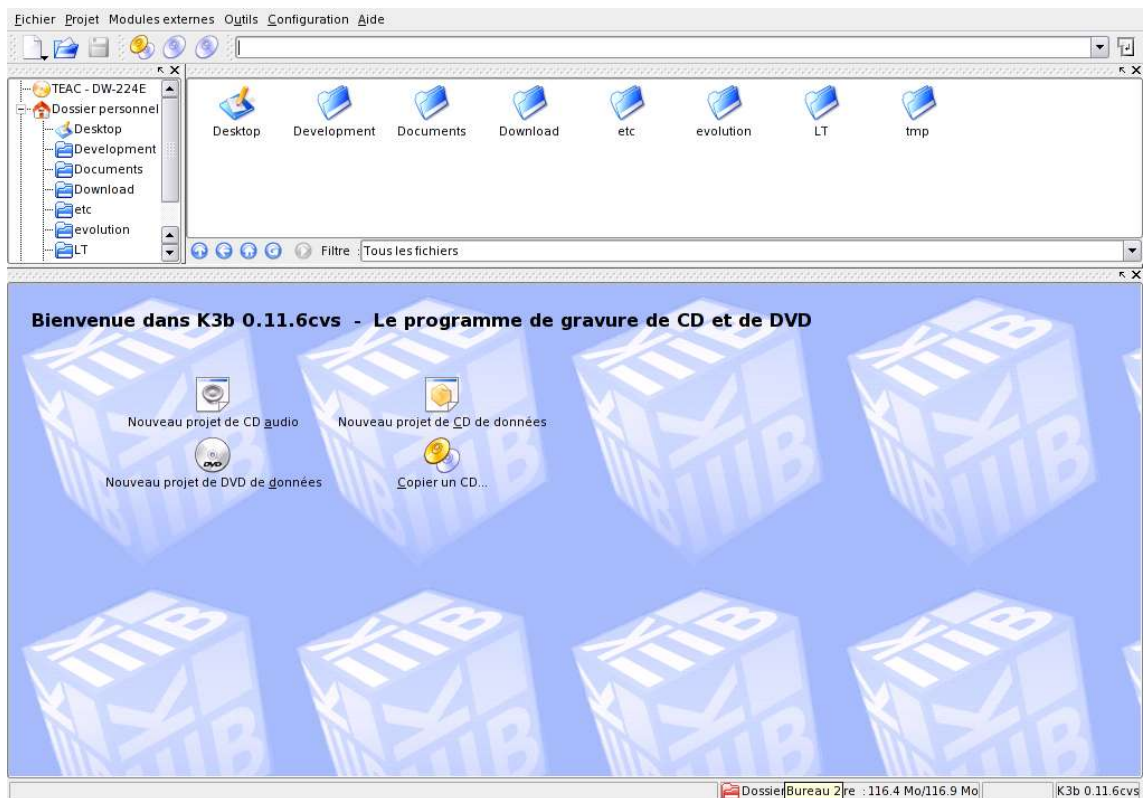 Fichier Projet Modules externes Outils Configuration Aide
TEAC - DW-224E
Dossier personnel
Desktop
Development
Documents
Download
etc
evolution
LT
Desktop Development Documents Download etc evolution LT tmp
Filtre : Tous les fichiers
Bienvenue dans K3b 0.11.6cvs - Le programme de gravure de CD et de DVD
Nouveau projet de CD audio Nouveau projet de CD de données
DVD
Nouveau projet de DVD de données Copier un CD...
Dossier Bureau 2 re : 116.4 Mo/116.9 Mo K3b 0.11.6cvs